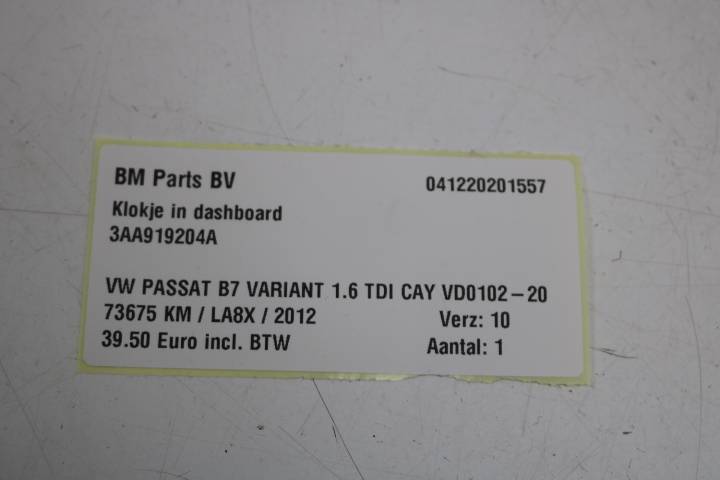 BM Parts BV 041220201557
Klokje in dashboard
3AA919204A
VW PASSAT B7 VARIANT 1.6 TDI CAY VD0102-20
73675 KM / LA8X / 2012 Verz: 10
39.50 Euro incl. BTW Aantal: 1